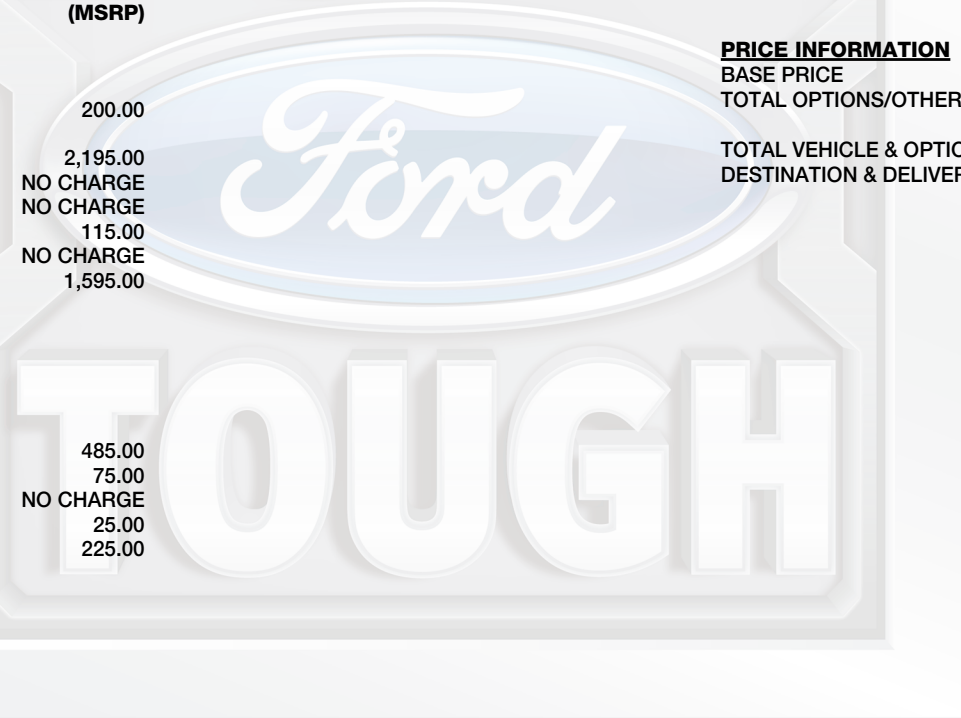 (MSRP)
200.00
2,195.00
NO CHARGE
NO CHARGE
115.00
NO CHARGE
1,595.00
485.00
75.00
NO CHARGE
25.00
225.00
PRICE INFORMATION
BASE PRICE
TOTAL OPTIONS/OTHER
TOTAL VEHICLE & OPTIO
DESTINATION & DELIVER
Ford
TOUGH